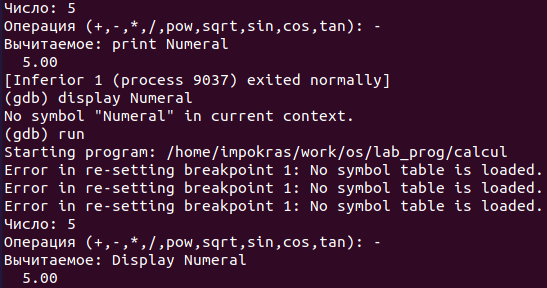 Число: 5
Операция (+,-,*,/,pow,sqrt,sin,cos,tan): -
Вычитаемое: print Numeral
  5.00
[Inferior 1 (process 9037) exited normally]
(gdb) display Numeral
No symbol "Numeral" in current context.
(gdb) run
Starting program: /home/impokras/work/os/lab_prog/calcul
Error in re-setting breakpoint 1: No symbol table is loaded.
Error in re-setting breakpoint 1: No symbol table is loaded.
Error in re-setting breakpoint 1: No symbol table is loaded.
Число: 5
Операция (+,-,*,/,pow,sqrt,sin,cos,tan): -
Вычитаемое: Display Numeral
  5.00